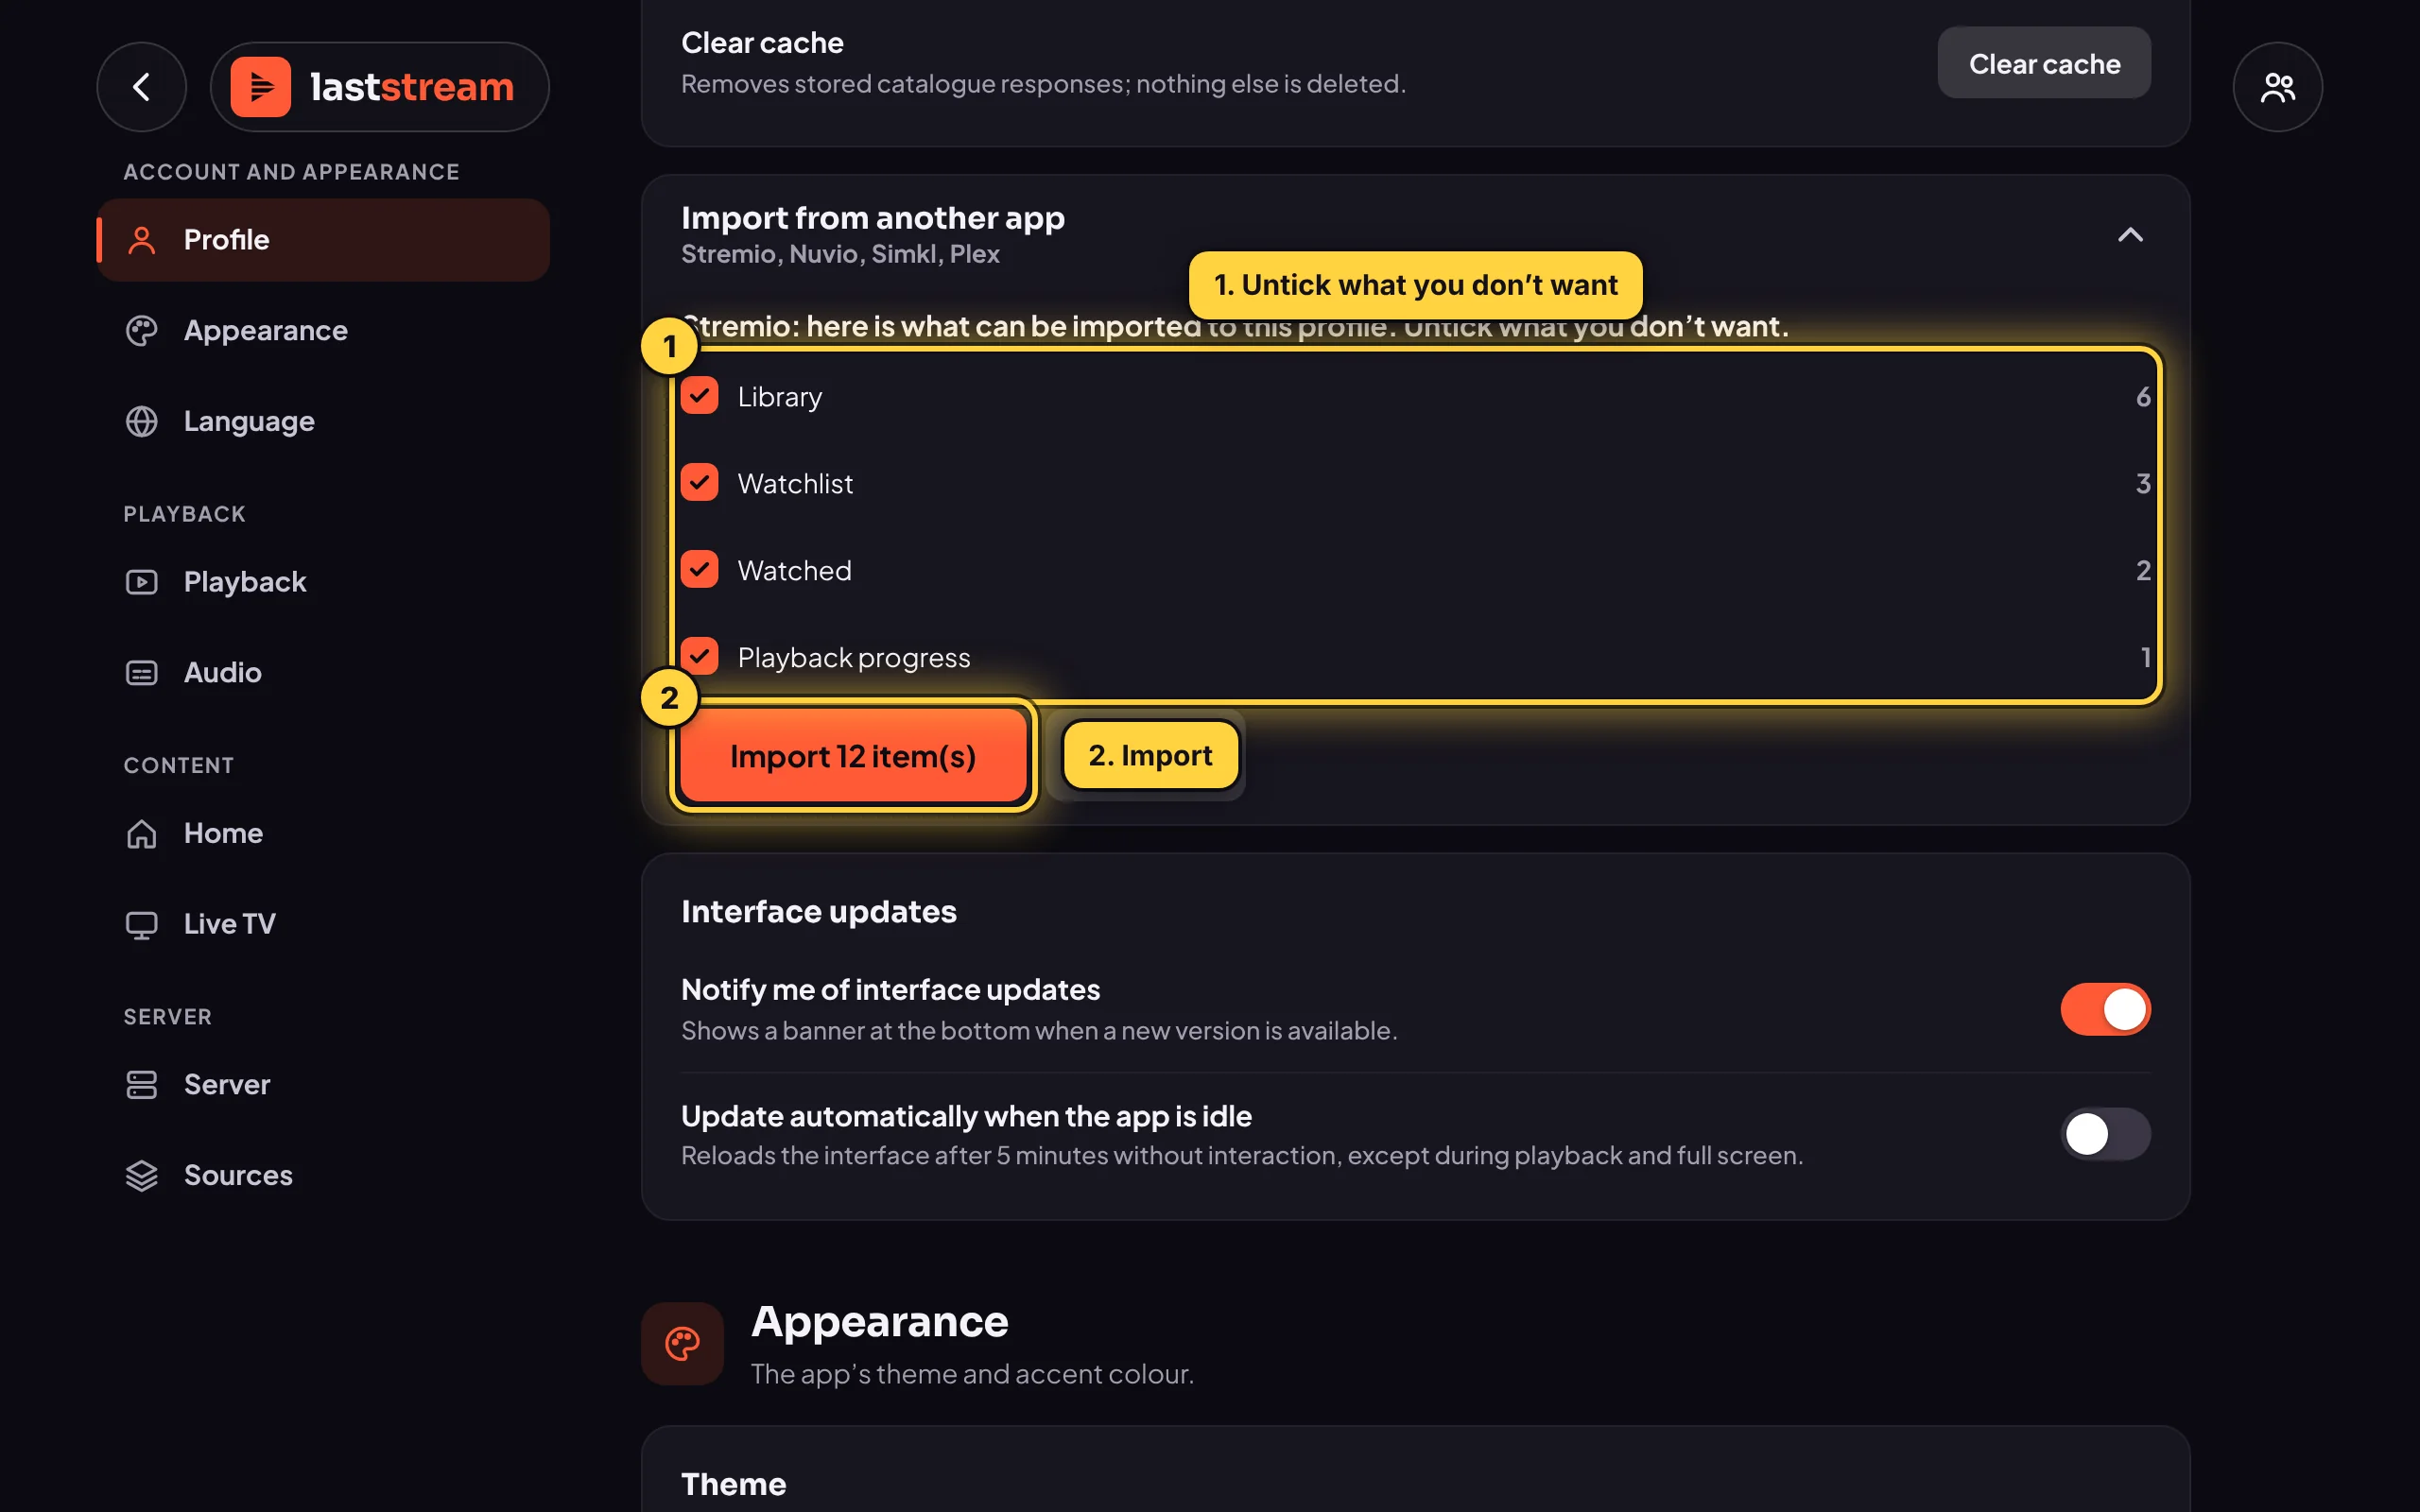 laststream
ACCOUNT AND APPEARANCE
Profile
Appearance
Language
PLAYBACK
Playback
Audio
CONTENT
Home
Live TV
SERVER
Server
Sources
Clear cache
Removes stored catalogue responses; nothing else is deleted.
Clear cache
Import from another app
Stremio, Nuvio, Simkl, Plex
1. Untick what you don’t want
Stremio: here is what can be imported to this profile. Untick what you don’t want.
1
Library 6
Watchlist 3
Watched 2
Playback progress 1
2
Import 12 item(s)
2. Import
Interface updates
Notify me of interface updates
Shows a banner at the bottom when a new version is available.
Update automatically when the app is idle
Reloads the interface after 5 minutes without interaction, except during playback and full screen.
Appearance
The app’s theme and accent colour.
Theme